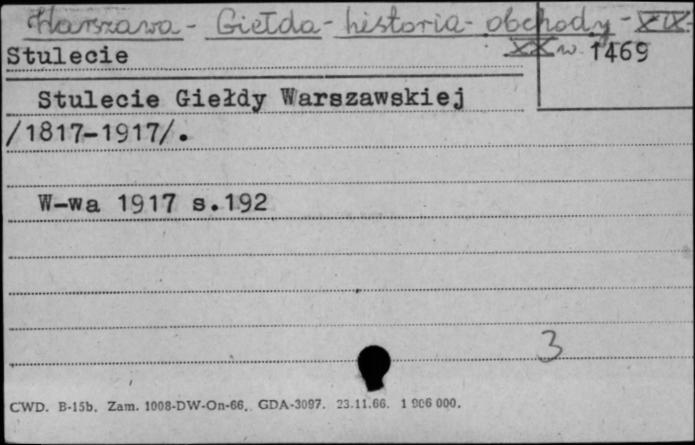 Warszawa - Giełda - historia - obchody - XIX.
XX w.
Stulecie
1469
Stulecie Giełdy Warszawskiej
/1817-1917/.
W-wa 1917 s.192
3
CWD. B-15b. Zam. 1008-DW-On-66. GDA-3097. 23.11.66. 1 906 000.